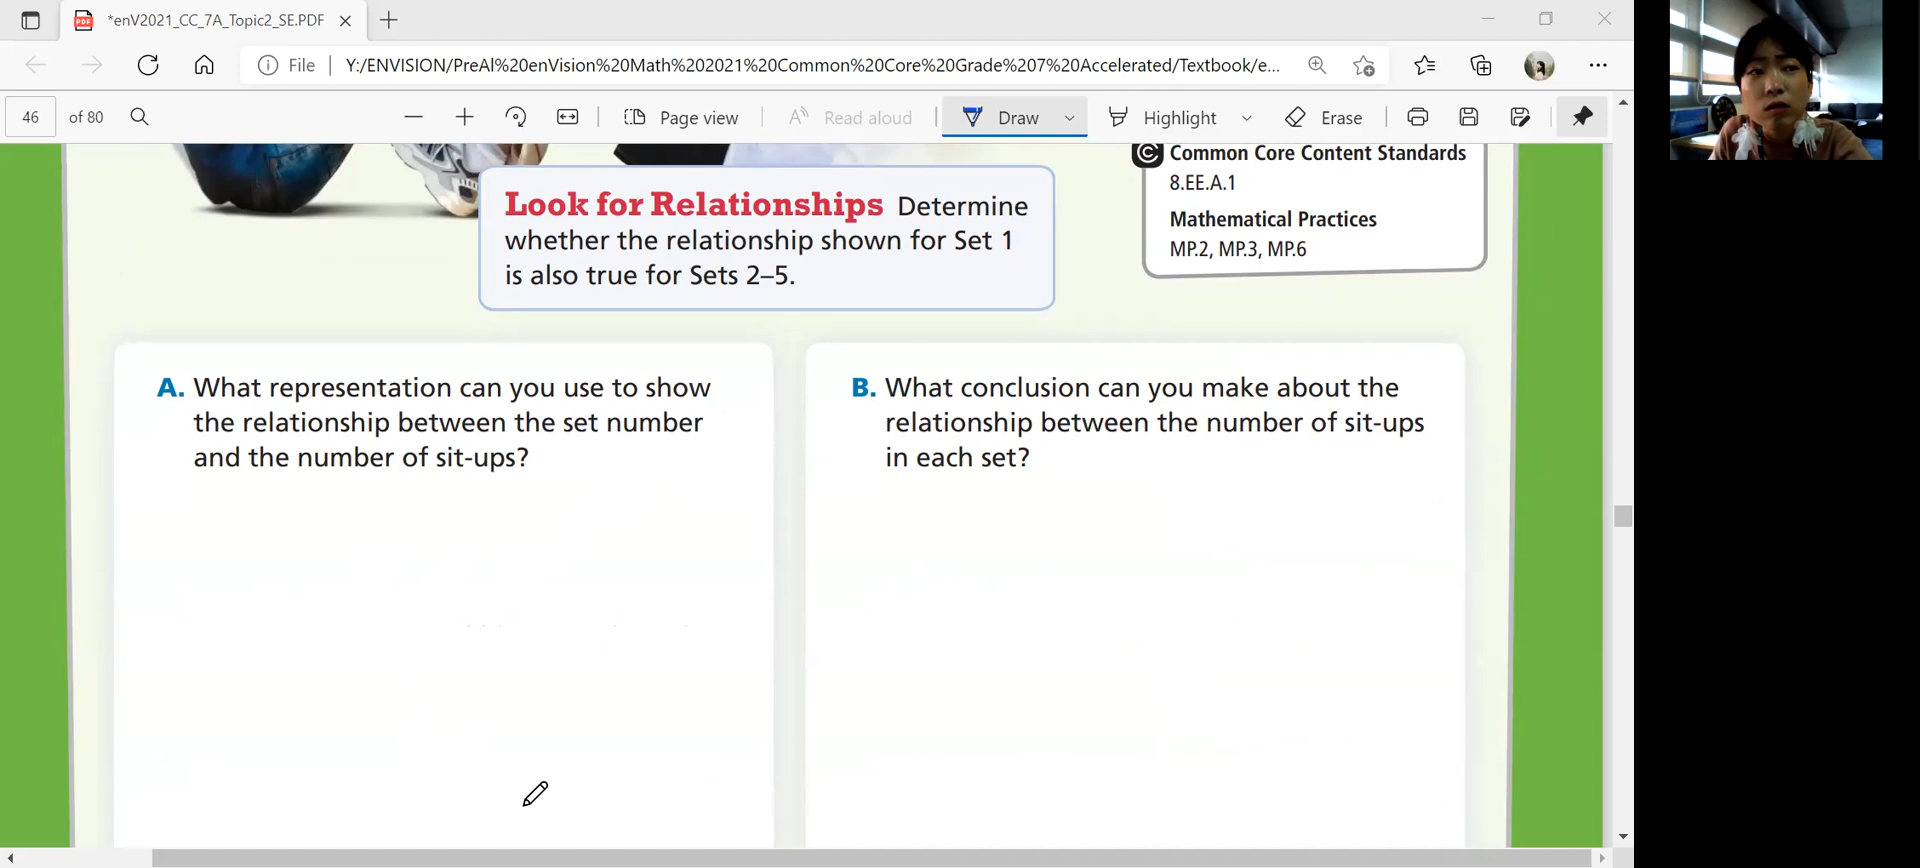 *enV2021_CC_7A_Topic2_SE.PDF
File
Y:/ENVISION/PreAl%20enVision%20Math%202021%20Common%20Core%20Grade%207%20Accelerated/Textbook/e...
46
of 80
Page view
Read aloud
Draw
Highlight
Erase
Common Core Content Standards
8.EE.A.1
Mathematical Practices
MP.2, MP.3, MP.6
Look for Relationships Determine
whether the relationship shown for Set 1
is also true for Sets 2–5.
A. What representation can you use to show
the relationship between the set number
and the number of sit-ups?
B. What conclusion can you make about the
relationship between the number of sit-ups
in each set?